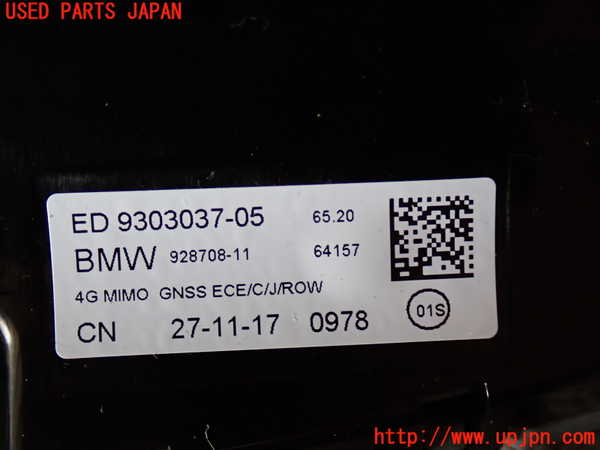 USED PARTS JAPAN
ED 9303037-05 65.20
BMW 928708-11 64157
4G MIMO GNSS ECE/C/J/ROW
01S
CN 27-11-17 0978
http://www.upjpn.com/